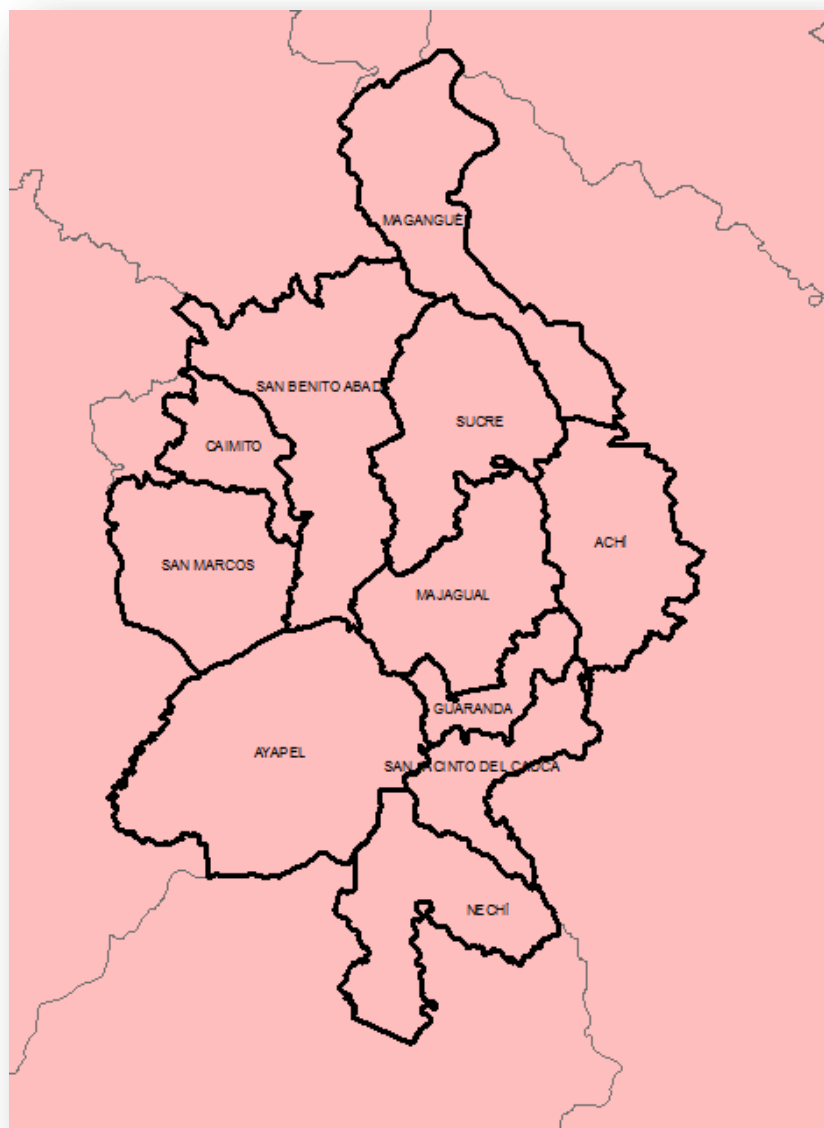 MAGANGUÉ
SAN BENITO ABAD
SUCRE
CAIMITO
ACHÍ
SAN MARCOS
MAJAGUAL
GUARANDA
AYAPEL
SAN JACINTO DEL CAUCA
NECHÍ